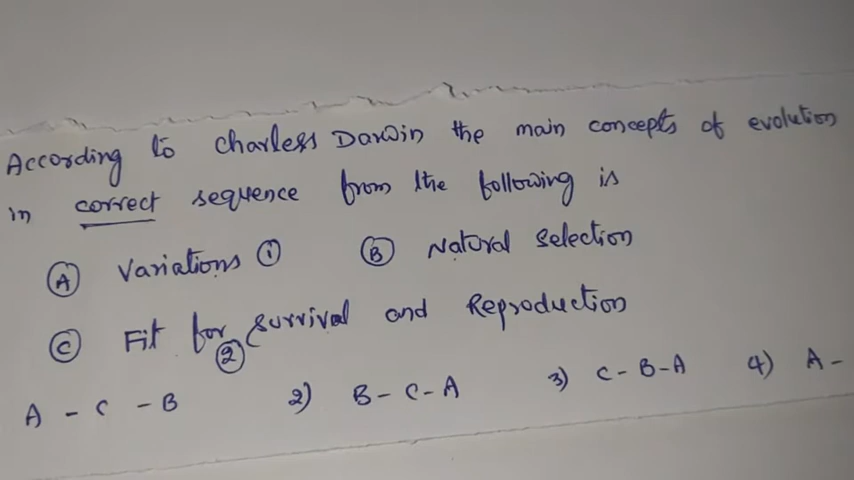 According to Charless Darwin the main concepts of evolution
in correct sequence from the following is
Ⓐ Variations ① Ⓑ Natural Selection
Ⓒ Fit for survival and Reproduction
②
A - C - B 2) B - C - A 3) C - B - A 4) A -